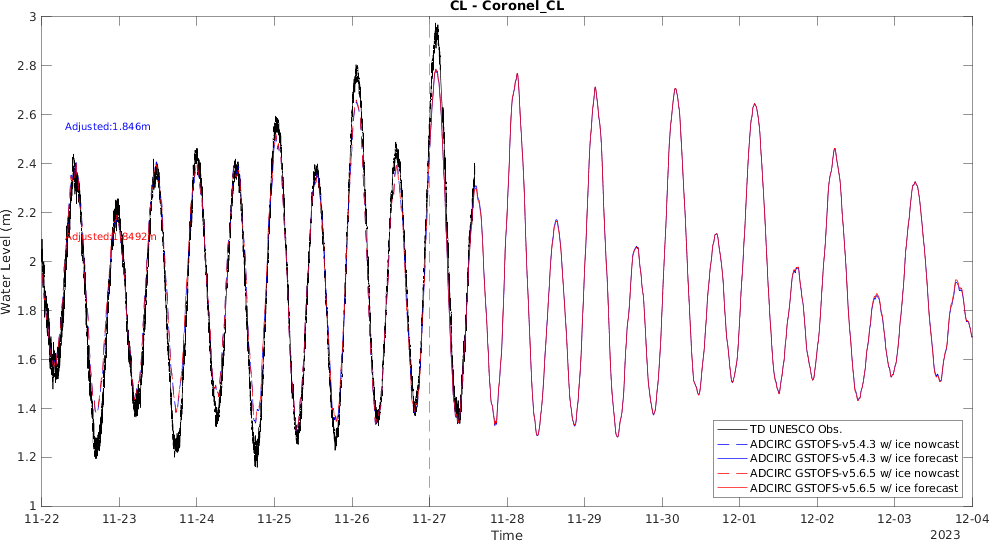 CL - Coronel_CL
3
2.8
2.6
2.4
2.2
2
1.8
1.6
1.4
1.2
1
Water Level (m)
Adjusted:1.846m
Adjusted:1.8492m
TD UNESCO Obs.
ADCIRC GSTOFS-v5.4.3 w/ ice nowcast
ADCIRC GSTOFS-v5.4.3 w/ ice forecast
ADCIRC GSTOFS-v5.6.5 w/ ice nowcast
ADCIRC GSTOFS-v5.6.5 w/ ice forecast
11-22 11-23 11-24 11-25 11-26 11-27 11-28 11-29 11-30 12-01 12-02 12-03 12-04
Time
2023